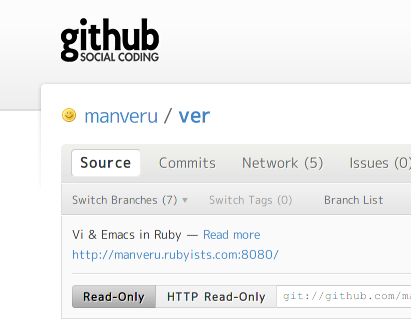 github
SOCIAL CODING
manveru / ver
Source Commits Network (5) Issues (0)
Switch Branches (7) Switch Tags (0) Branch List
Vi & Emacs in Ruby — Read more
http://manveru.rubyists.com:8080/
Read-Only HTTP Read-Only git://github.com/ma